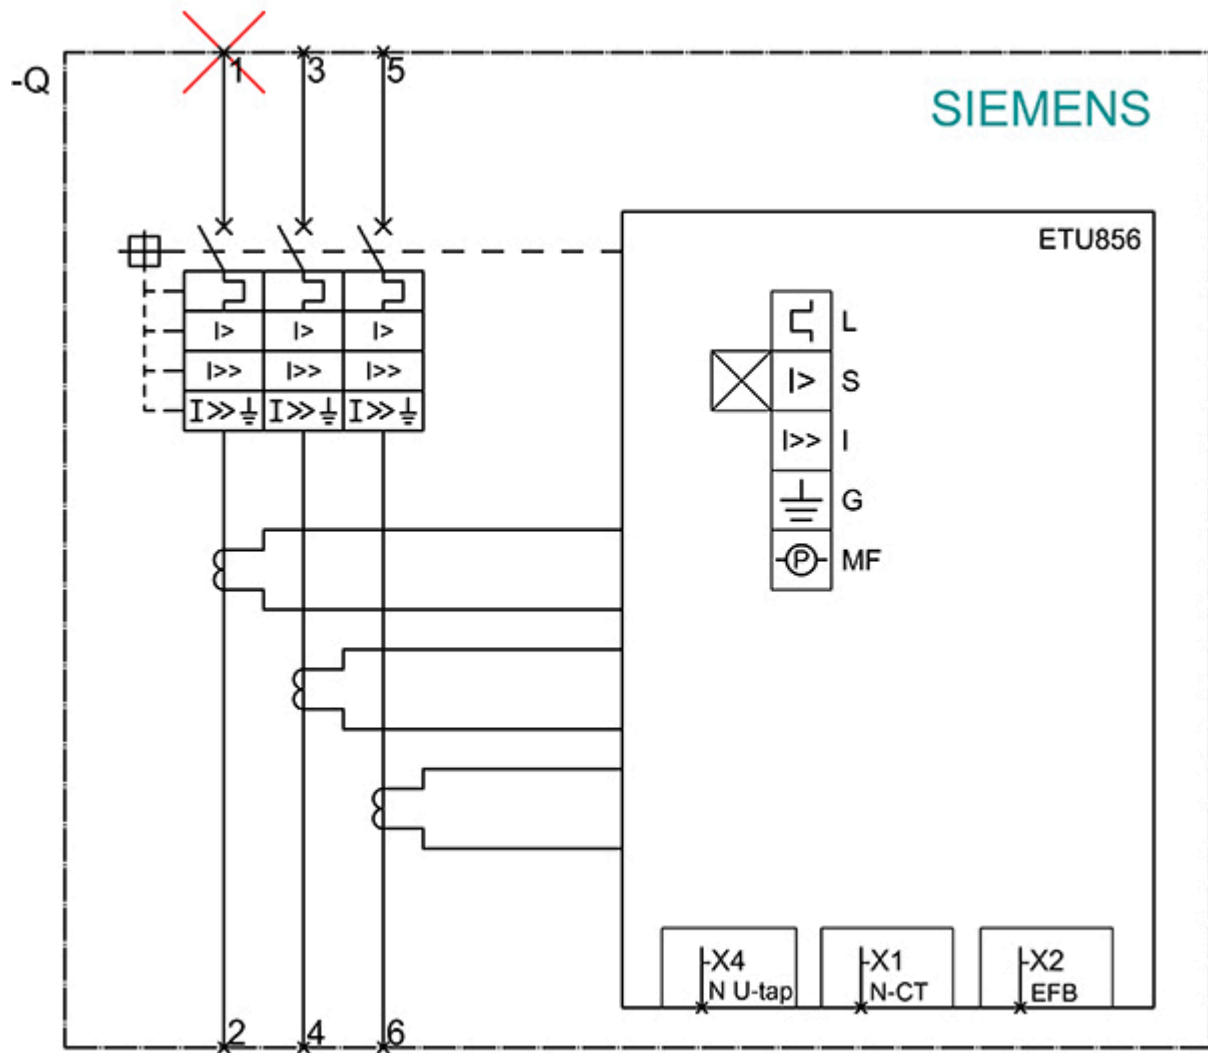 1 3 5
-Q
SIEMENS
ETU856
L
I> I> I> I> S
I>> I>> I>> I>> I
I>> I>> I>> G
P MF
-X4 -X1 -X2
N U-tap N-CT EFB
2 4 6